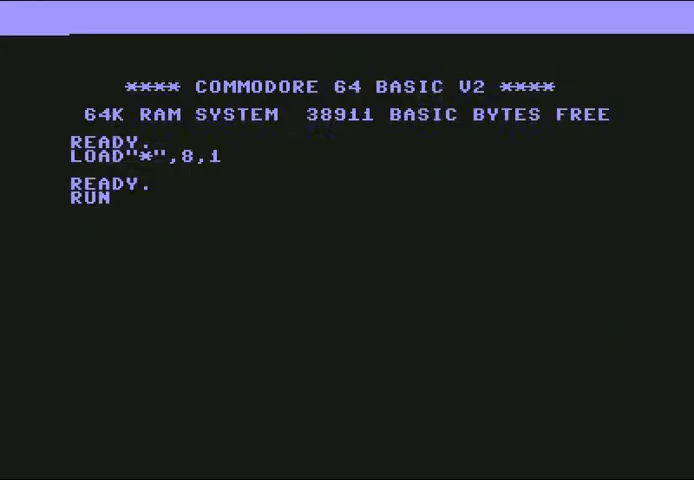 **** COMMODORE 64 BASIC V2 ****
64K RAM SYSTEM  38911 BASIC BYTES FREE
READY.
LOAD"*",8,1
READY.
RUN